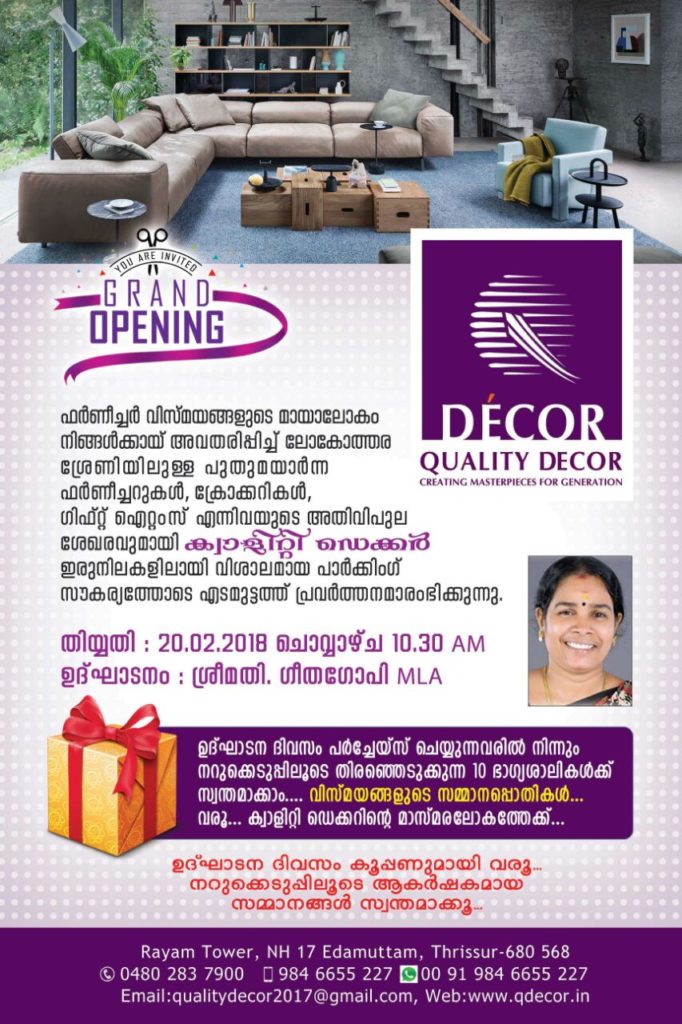 YOU ARE INVITED
GRAND
OPENING
DÉCOR
QUALITY DECOR
CREATING MASTERPIECES FOR GENERATION
ഫർണീച്ചർ വിസ്മയങ്ങളുടെ മായാലോകം
നിങ്ങൾക്കായ് അവതരിപ്പിച്ച് ലോകോത്തര
ശ്രേണിയിലുള്ള പുതുമയാർന്ന
ഫർണീച്ചറുകൾ, ക്രോക്കറികൾ,
ഗിഫ്റ്റ് ഐറ്റംസ് എന്നിവയുടെ അതിവിപുല
ശേഖരവുമായി ക്വാളിറ്റി ഡെക്കർ
ഇരുനിലകളിലായി വിശാലമായ പാർക്കിംഗ്
സൗകര്യത്തോടെ എടമുട്ടത്ത് പ്രവർത്തനമാരംഭിക്കുന്നു.
തിയ്യതി : 20.02.2018 ചൊവ്വാഴ്ച 10.30 AM
ഉദ്ഘാടനം : ശ്രീമതി. ഗീതഗോപി MLA
ഉദ്ഘാടന ദിവസം പർച്ചേയ്സ് ചെയ്യുന്നവരിൽ നിന്നും
നറുക്കെടുപ്പിലൂടെ തിരഞ്ഞെടുക്കുന്ന 10 ഭാഗ്യശാലികൾക്ക്
സ്വന്തമാക്കാം.... വിസ്മയങ്ങളുടെ സമ്മാനപ്പൊതികൾ...
വരൂ... ക്വാളിറ്റി ഡെക്കറിന്റെ മാസ്മരലോകത്തേക്ക്...
ഉദ്ഘാടന ദിവസം കൂപ്പണുമായി വരൂ...
നറുക്കെടുപ്പിലൂടെ ആകർഷകമായ
സമ്മാനങ്ങൾ സ്വന്തമാക്കൂ...
Rayam Tower, NH 17 Edamuttam, Thrissur-680 568
0480 283 7900 984 6655 227 00 91 984 6655 227
Email:qualitydecor2017@gmail.com, Web:www.qdecor.in